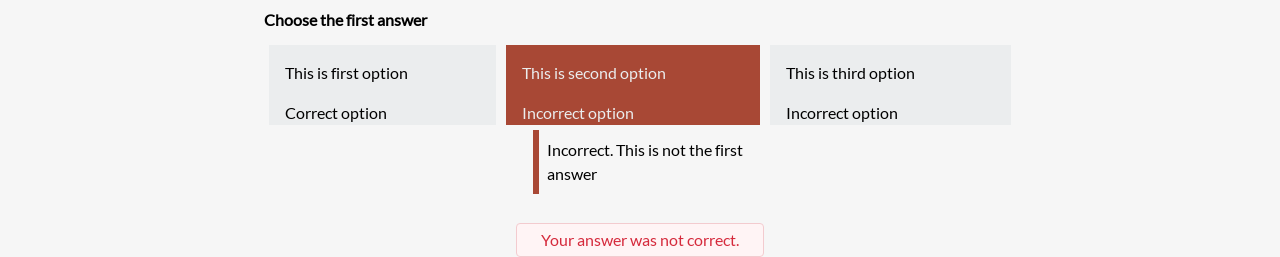 Choose the first answer
This is first option
Correct option
This is second option
Incorrect option
This is third option
Incorrect option
Incorrect. This is not the first
answer
Your answer was not correct.